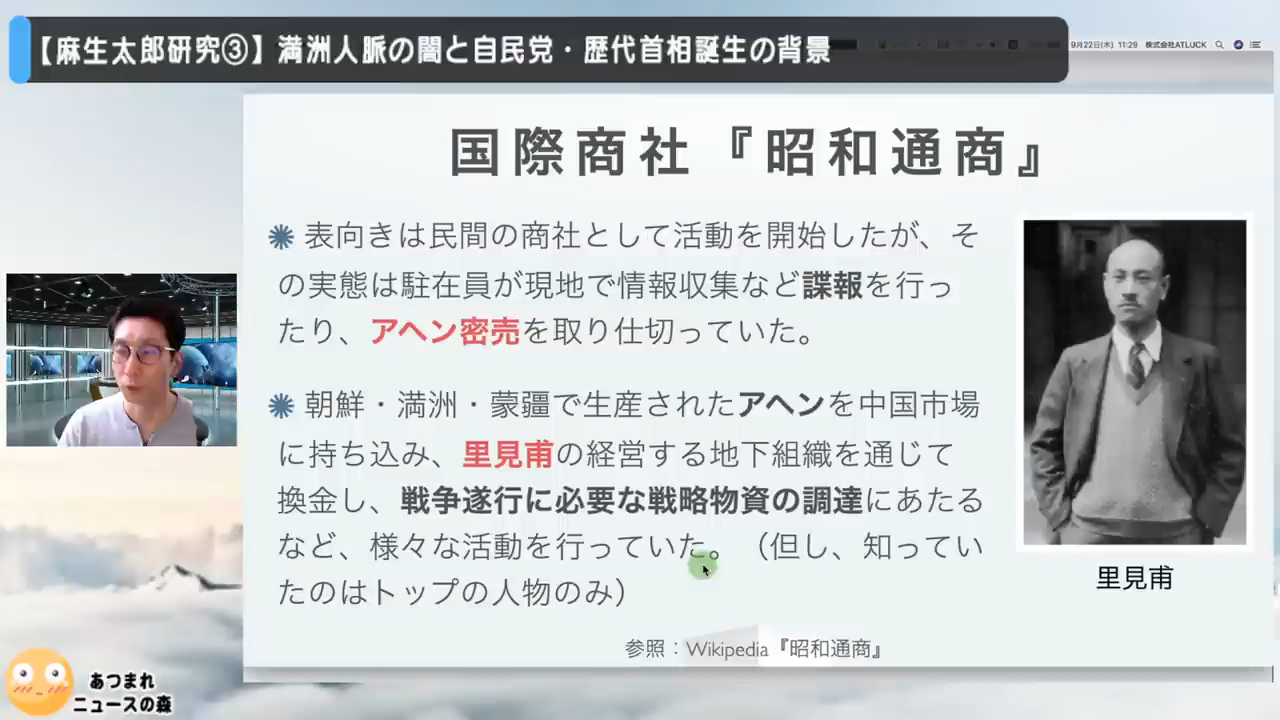 【麻生太郎研究③】満洲人脈の闇と自民党・歴代首相誕生の背景
9月22日(木) 11:29 株式会社ATLUCK
国際商社『昭和通商』
表向きは民間の商社として活動を開始したが、そ
の実態は駐在員が現地で情報収集など諜報を行っ
たり、アヘン密売を取り仕切っていた。
朝鮮・満洲・蒙疆で生産されたアヘンを中国市場
に持ち込み、里見甫の経営する地下組織を通じて
換金し、戦争遂行に必要な戦略物資の調達にあたる
など、様々な活動を行っていた。（但し、知ってい
たのはトップの人物のみ）
里見甫
参照：Wikipedia『昭和通商』
あつまれ
ニュースの森